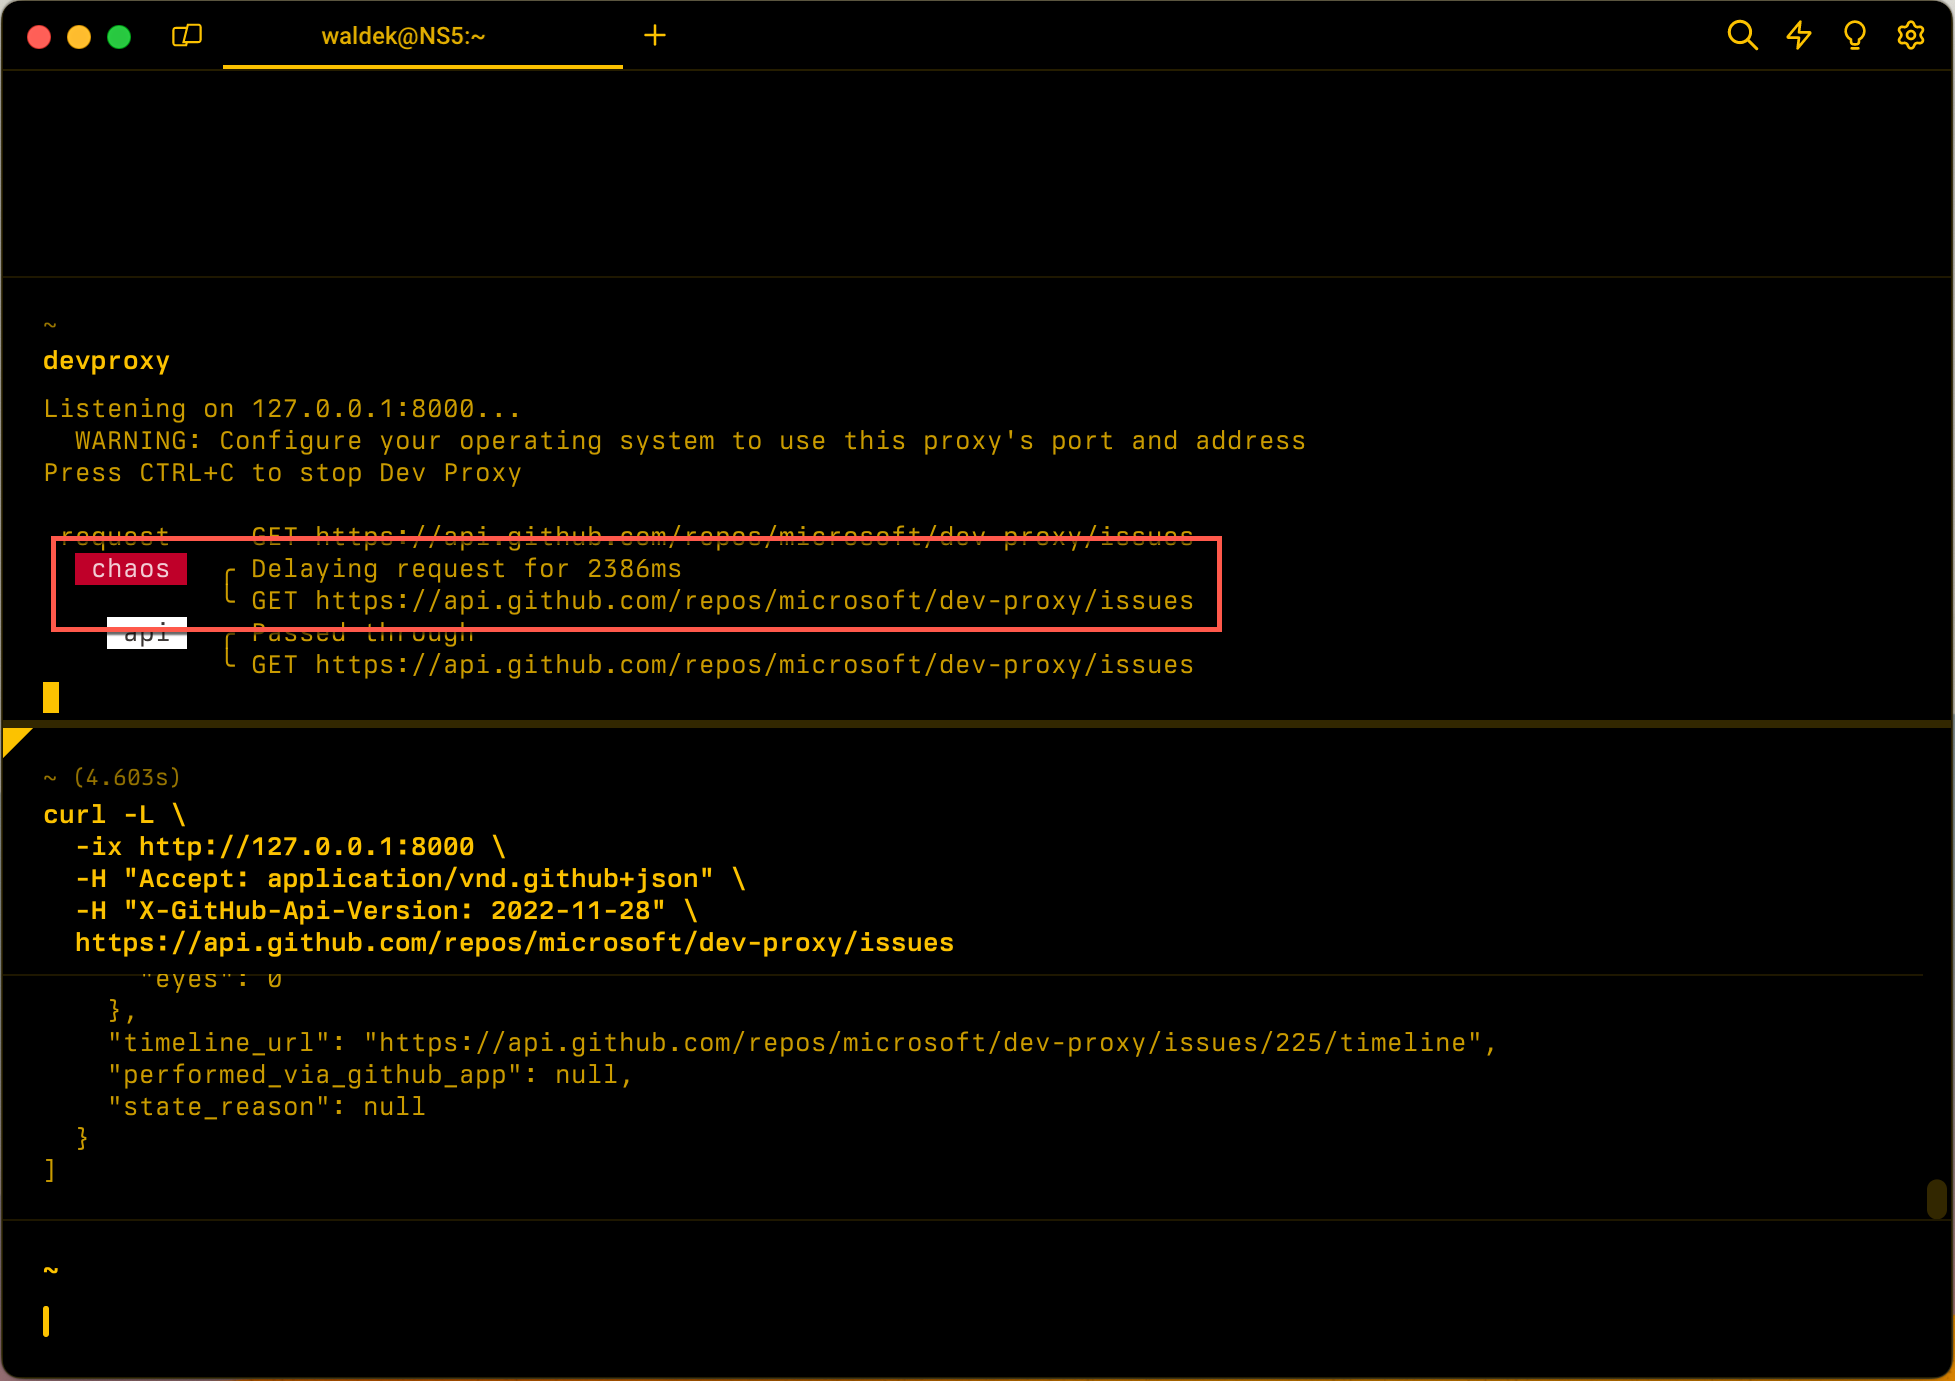 waldek@NS5:~
~
devproxy
Listening on 127.0.0.1:8000...
  WARNING: Configure your operating system to use this proxy's port and address
Press CTRL+C to stop Dev Proxy
request GET https://api.github.com/repos/microsoft/dev-proxy/issues
chaos Delaying request for 2386ms
GET https://api.github.com/repos/microsoft/dev-proxy/issues
api Passed through
GET https://api.github.com/repos/microsoft/dev-proxy/issues
~ (4.603s)
curl -L \
  -ix http://127.0.0.1:8000 \
  -H "Accept: application/vnd.github+json" \
  -H "X-GitHub-Api-Version: 2022-11-28" \
  https://api.github.com/repos/microsoft/dev-proxy/issues
      "eyes": 0
    },
    "timeline_url": "https://api.github.com/repos/microsoft/dev-proxy/issues/225/timeline",
    "performed_via_github_app": null,
    "state_reason": null
  }
]
~